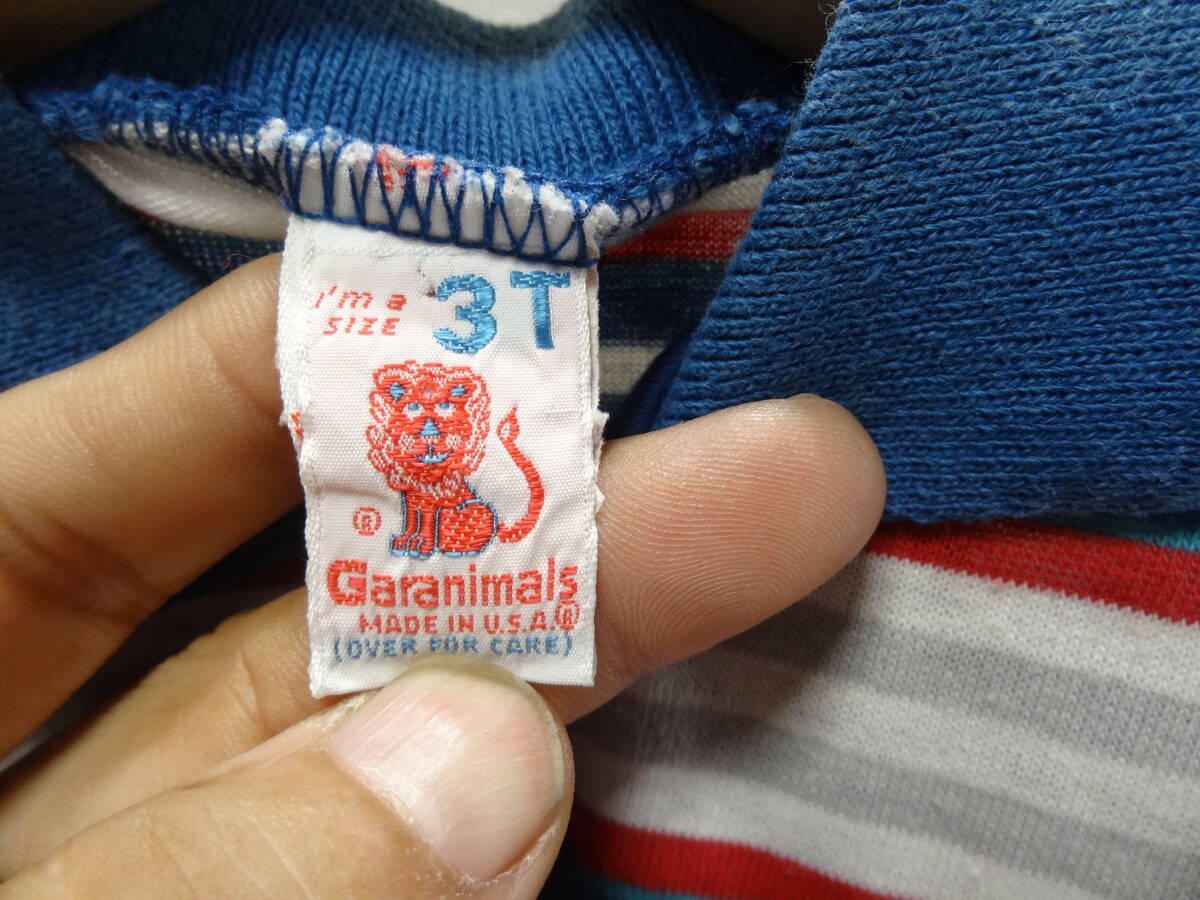 I'm a
SIZE
3T
®
Garanimals®
MADE IN U.S.A.
(OVER FOR CARE)